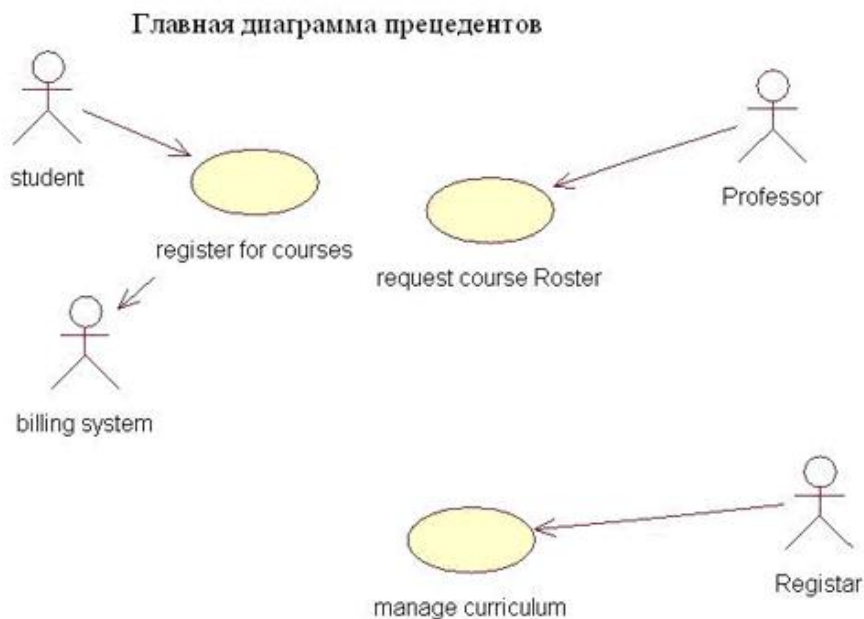 Главная диаграмма прецедентов
student
Professor
register for courses
request course Roster
billing system
Registar
manage curriculum